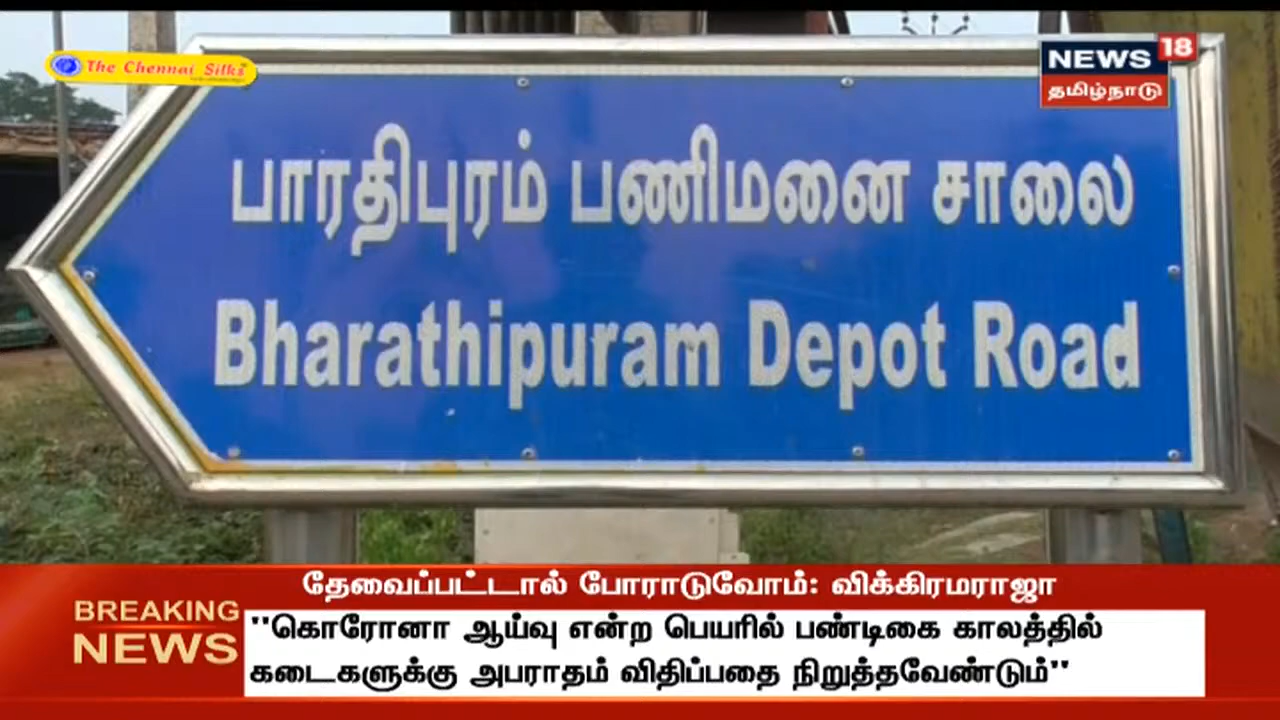 The Chennai Silks
NEWS 18
தமிழ்நாடு
பாரதிபுரம் பணிமனை சாலை
Bharathipuram Depot Road
தேவைப்பட்டால் போராடுவோம்: விக்கிரமராஜா
BREAKING
NEWS
"கொரோனா ஆய்வு என்ற பெயரில் பண்டிகை காலத்தில்
கடைகளுக்கு அபராதம் விதிப்பதை நிறுத்தவேண்டும்"